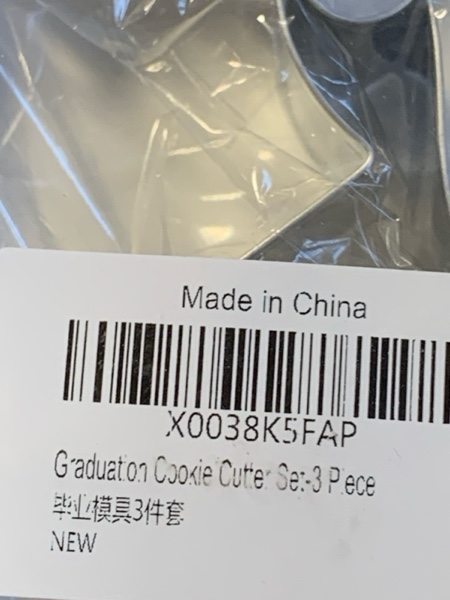 Made in China
X0038K5FAP
Graduation Cookie Cutter Set-3 Piece
毕业模具3件套
NEW